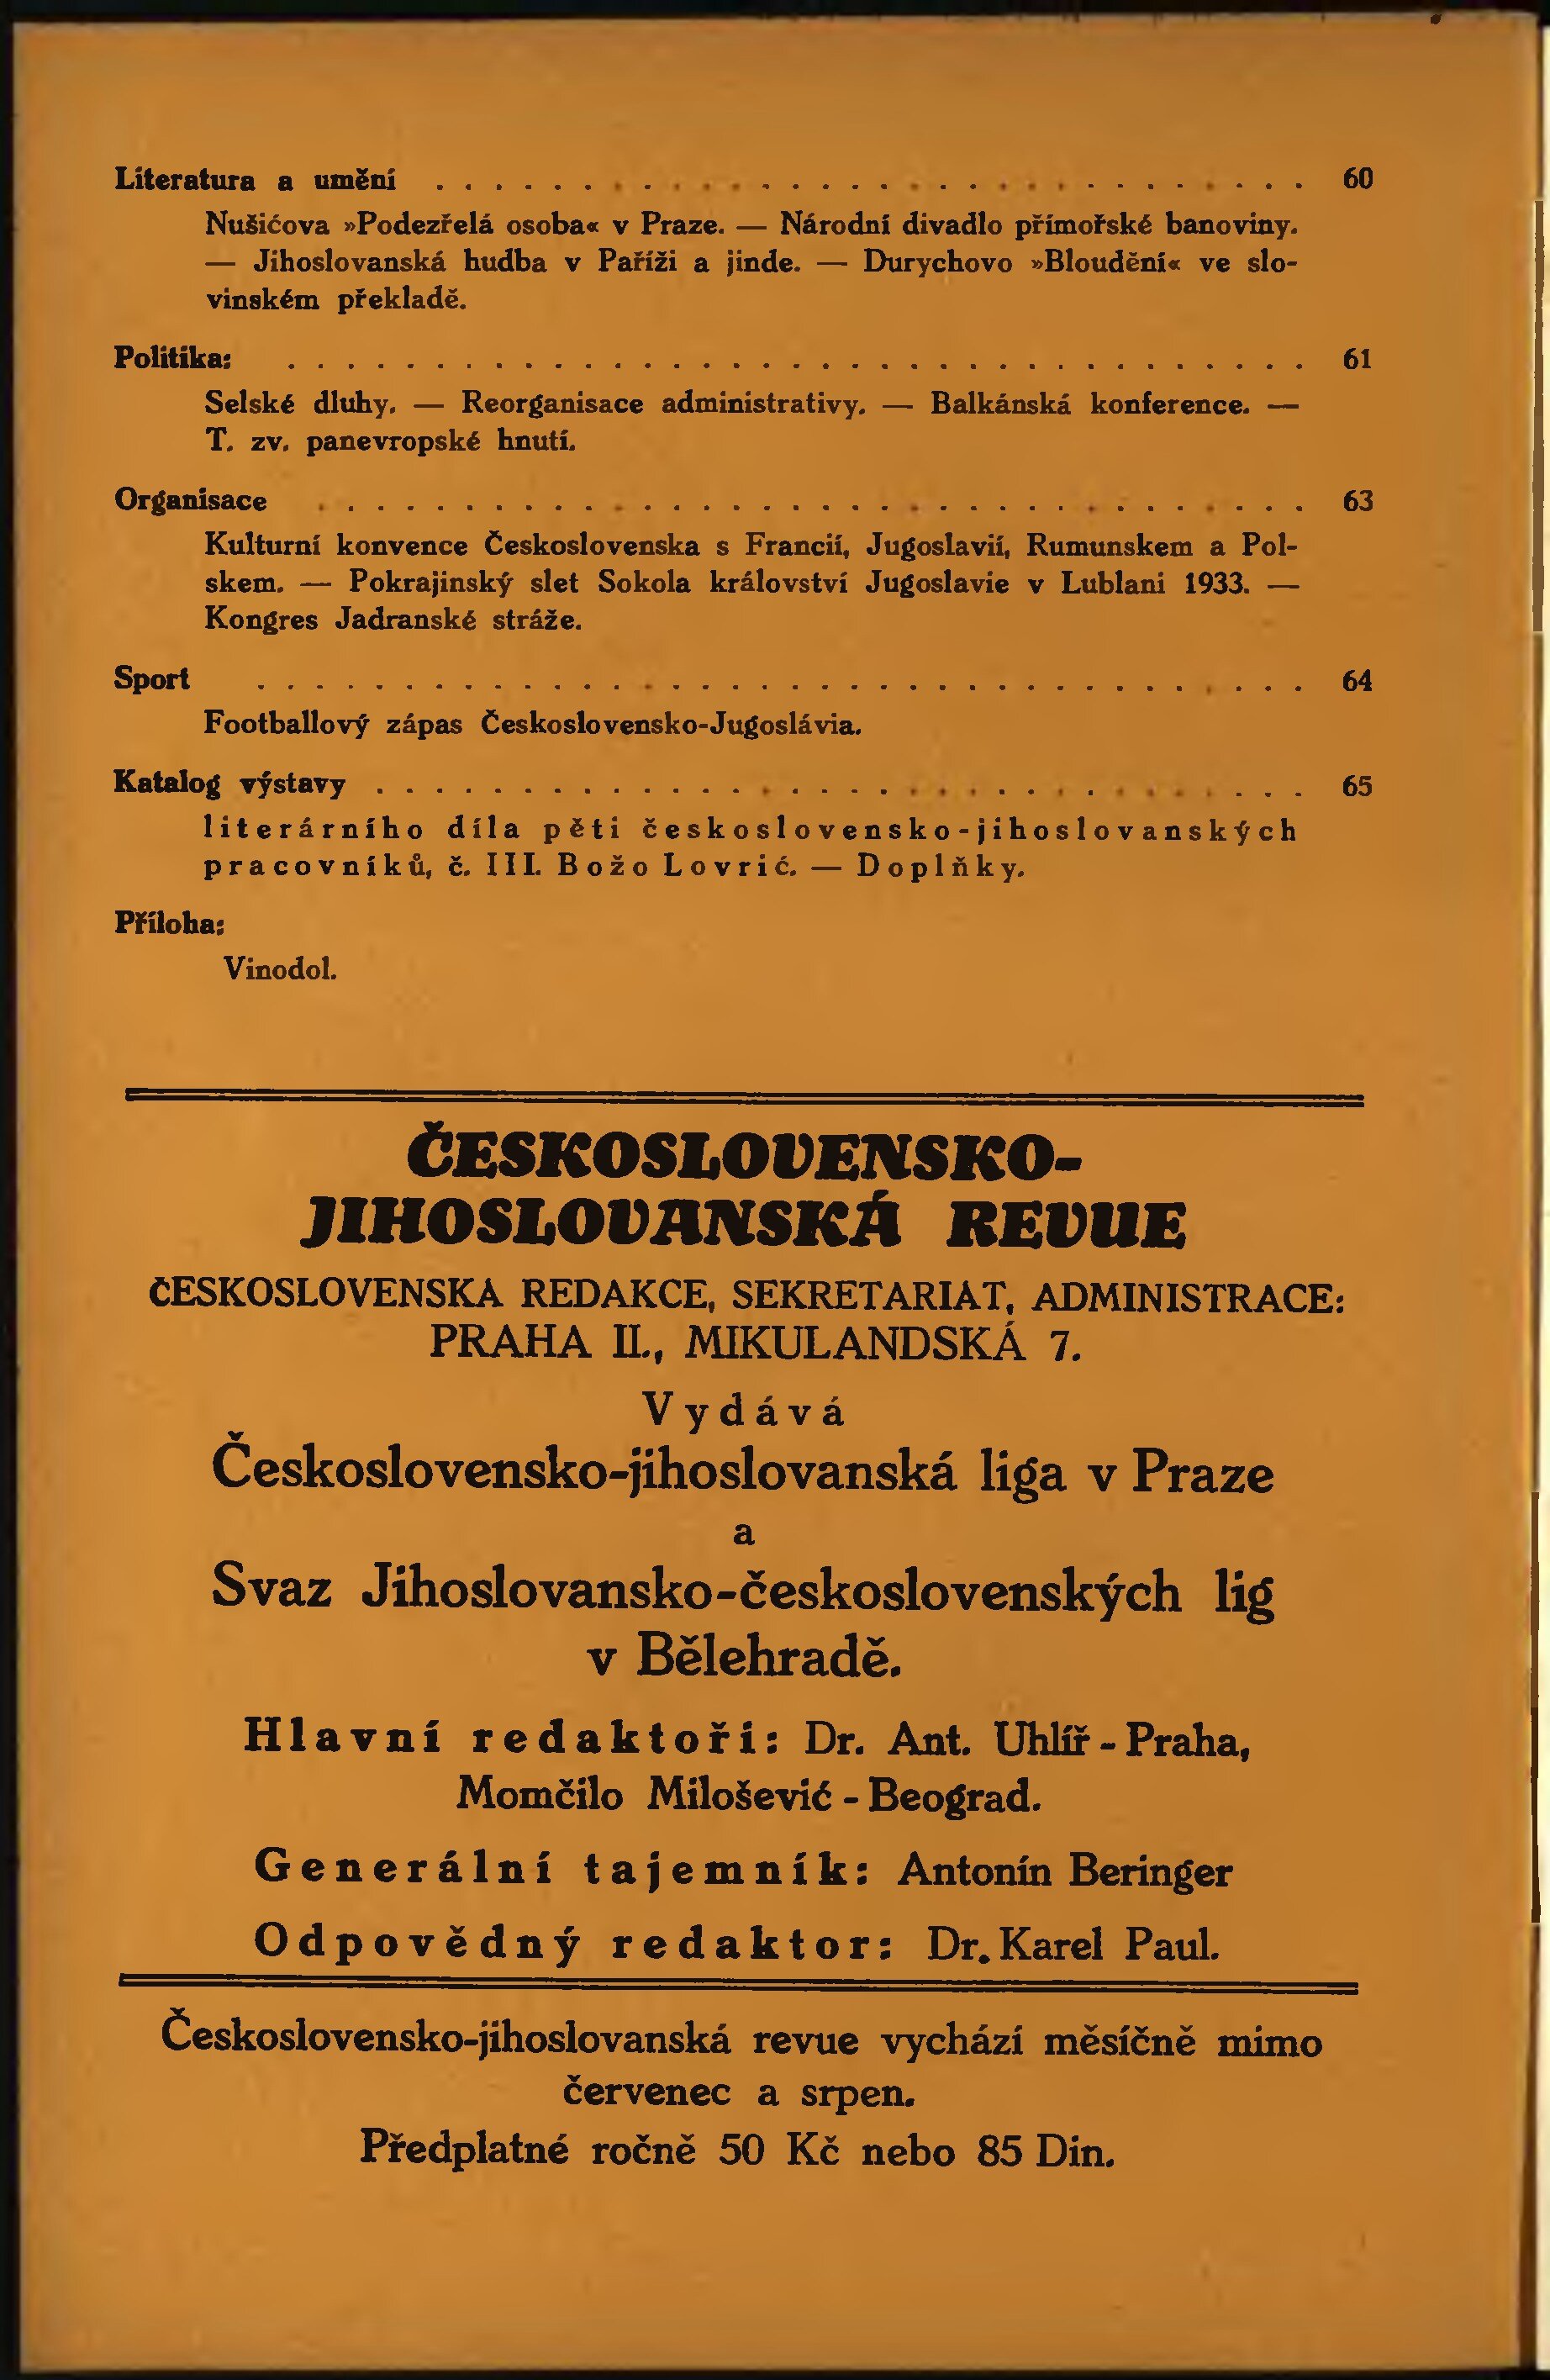 Literatura a umění . . . . . . . . . . . . . . . . . . . . . . . . . . . . . . 60
Nušićova »Podezřelá osoba« v Praze. — Národní divadlo přímořské banoviny.
— Jihoslovanská hudba v Paříži a jinde. — Durychovo »Bloudění« ve slo-
vinském překladě.
Politika: . . . . . . . . . . . . . . . . . . . . . . . . . . . . . . . . . . . 61
Selské dluhy. — Reorganisace administrativy. — Balkánská konference. —
T. zv. panevropské hnutí.
Organisace . . . . . . . . . . . . . . . . . . . . . . . . . . . . . . . . . . 63
Kulturní konvence Československa s Francií, Jugoslavií, Rumunskem a Pol-
skem. — Pokrajinský slet Sokola království Jugoslavie v Lublani 1933. —
Kongres Jadranské stráže.
Sport . . . . . . . . . . . . . . . . . . . . . . . . . . . . . . . . . . . . 64
Footballový zápas Československo-Jugoslávia.
Katalog výstavy . . . . . . . . . . . . . . . . . . . . . . . . . . . . . . . . 65
literárního díla pěti československo-jihoslovanských
pracovníků, č. III. Božo Lovrić. — Doplňky.
Příloha:
Vinodol.
ČESKOSLOVENSKO-
JIHOSLOVANSKÁ REVUE
ČESKOSLOVENSKÁ REDAKCE, SEKRETARIÁT, ADMINISTRACE:
PRAHA II., MIKULANDSKÁ 7.
Vydává
Československo-jihoslovanská liga v Praze
a
Svaz Jihoslovansko-československých lig
v Bělehradě.
Hlavní redaktoři: Dr. Ant. Uhlíř - Praha,
Momčilo Milošević - Beograd.
Generální tajemník: Antonín Beringer
Odpovědný redaktor: Dr. Karel Paul.
Československo-jihoslovanská revue vychází měsíčně mimo
červenec a srpen.
Předplatné ročně 50 Kč nebo 85 Din.